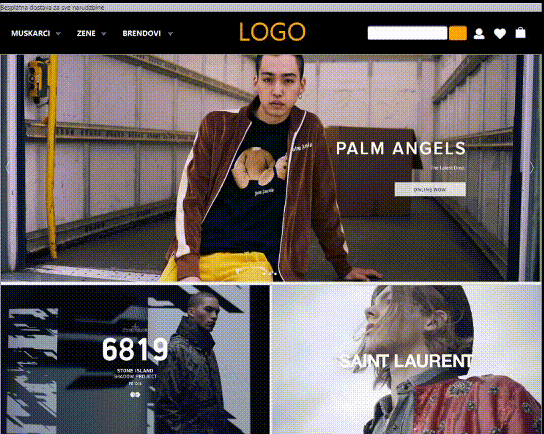 Besplatna dostava za sve narudzbine
MUSKARCI
ZENE
BRENDOVI
LOGO
PALM ANGELS
The Latest Drop
ONLINE NOW
6819
STONE ISLAND
SHADOW PROJECT
SAINT LAURENT